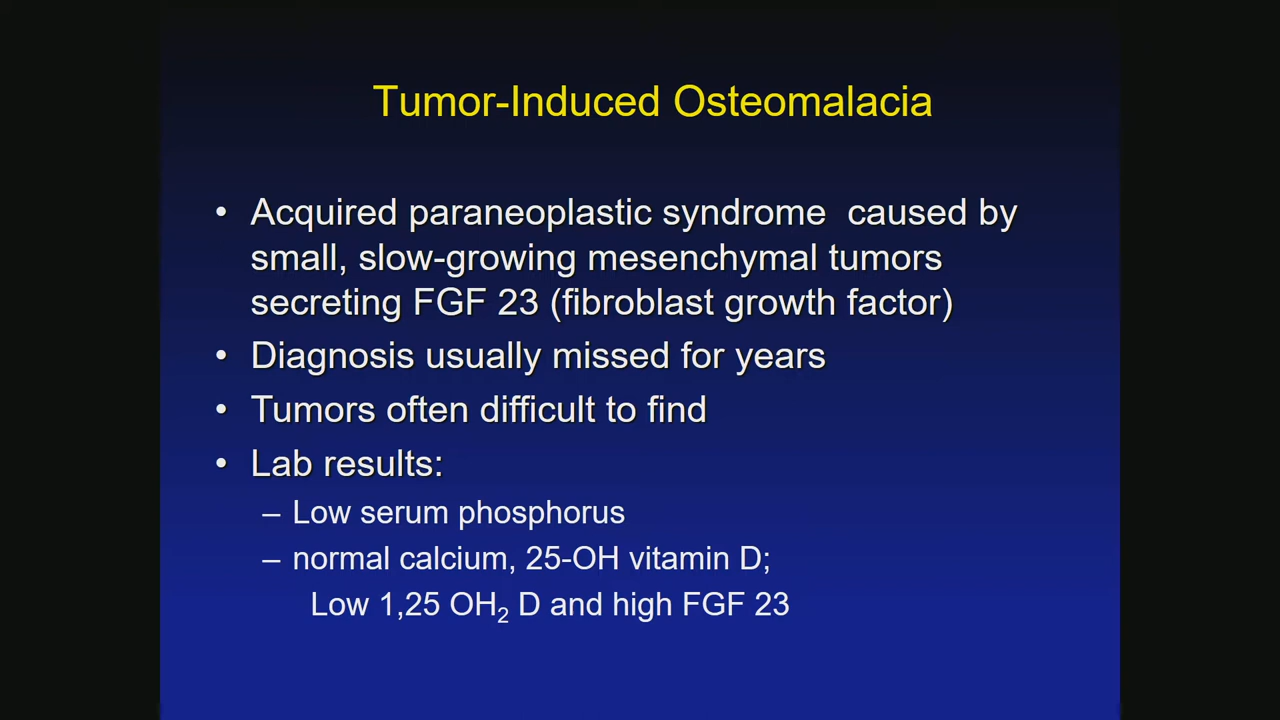 Tumor-Induced Osteomalacia
• Acquired paraneoplastic syndrome caused by
small, slow-growing mesenchymal tumors
secreting FGF 23 (fibroblast growth factor)
• Diagnosis usually missed for years
• Tumors often difficult to find
• Lab results:
– Low serum phosphorus
– normal calcium, 25-OH vitamin D;
Low 1,25 OH₂ D and high FGF 23